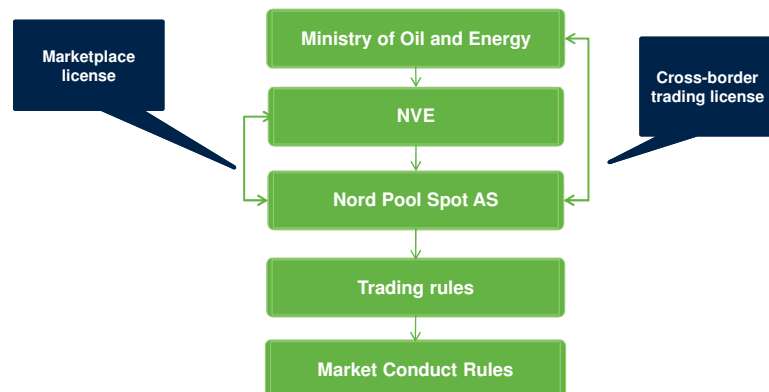 Ministry of Oil and Energy
Marketplace
license
Cross-border
trading license
NVE
Nord Pool Spot AS
Trading rules
Market Conduct Rules